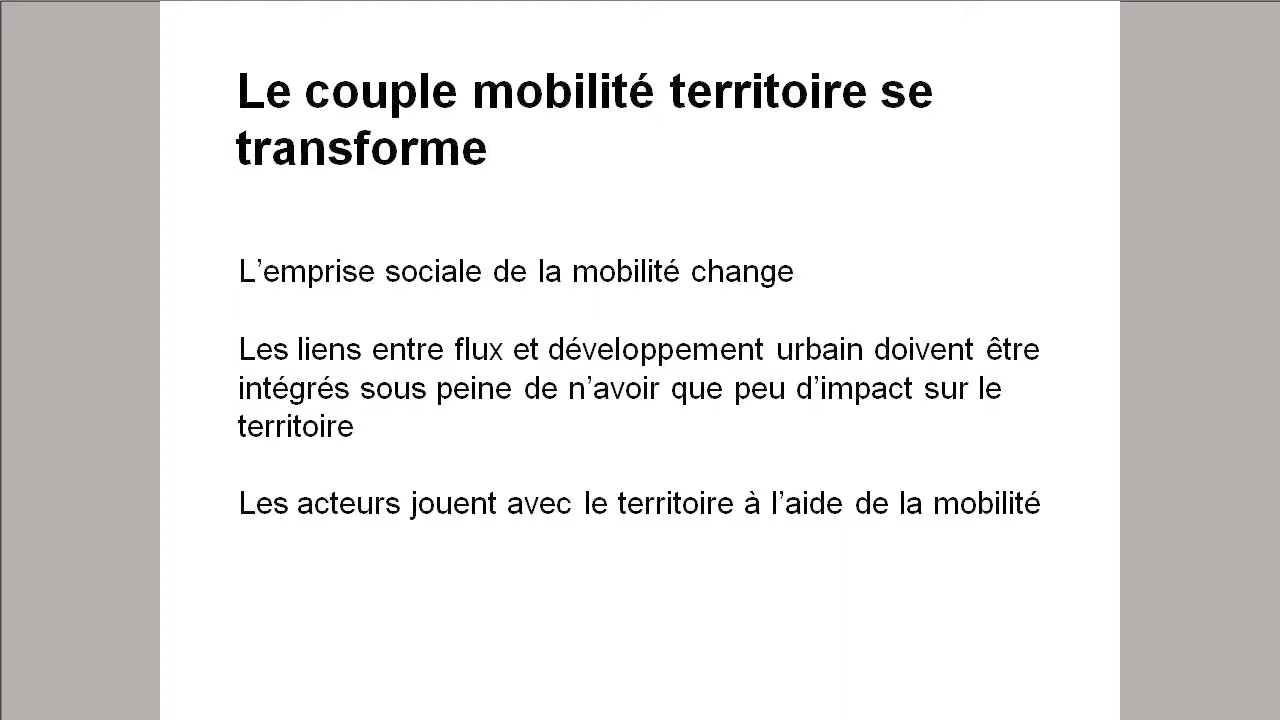 Le couple mobilité territoire se
transforme
L’emprise sociale de la mobilité change
Les liens entre flux et développement urbain doivent être
intégrés sous peine de n’avoir que peu d’impact sur le
territoire
Les acteurs jouent avec le territoire à l’aide de la mobilité